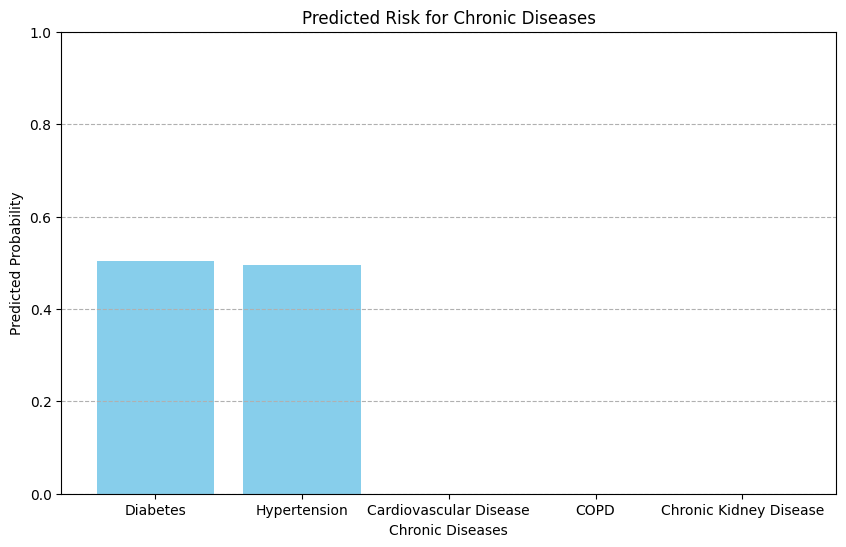 Predicted Risk for Chronic Diseases
1.0
0.8
0.6
0.4
0.2
0.0
Predicted Probability
Diabetes Hypertension Cardiovascular Disease COPD Chronic Kidney Disease
Chronic Diseases